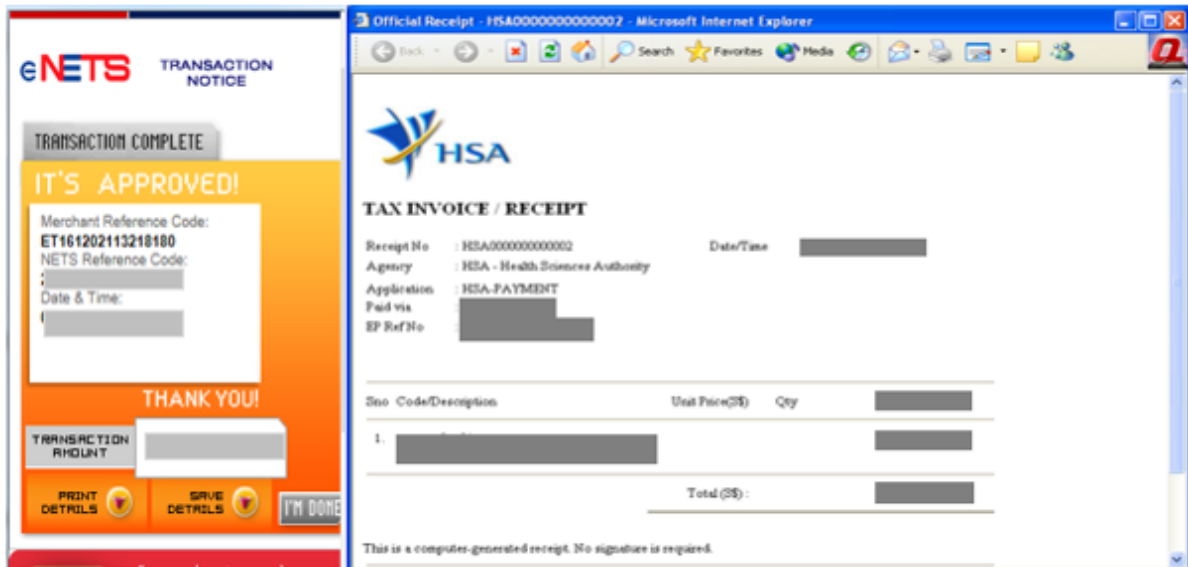 eNETS TRANSACTION
NOTICE
TRANSACTION COMPLETE
IT'S APPROVED!
Merchant Reference Code:
ET161202113218180
NETS Reference Code:
Date & Time:
THANK YOU!
TRANSACTION
AMOUNT
PRINT
DETAILS
SAVE
DETAILS
I'M DONE
Official Receipt - HSA0000000000002 - Microsoft Internet Explorer
Back Search Favorites Media
HSA
TAX INVOICE / RECEIPT
Receipt No : HSA0000000000002 Date/Time
Agency : HSA - Health Sciences Authority
Application : HSA-PAYMENT
Paid via :
EP Ref No :
Sno Code/Description Unit Price(S$) Qty
1.
Total (S$) :
This is a computer-generated receipt. No signature is required.